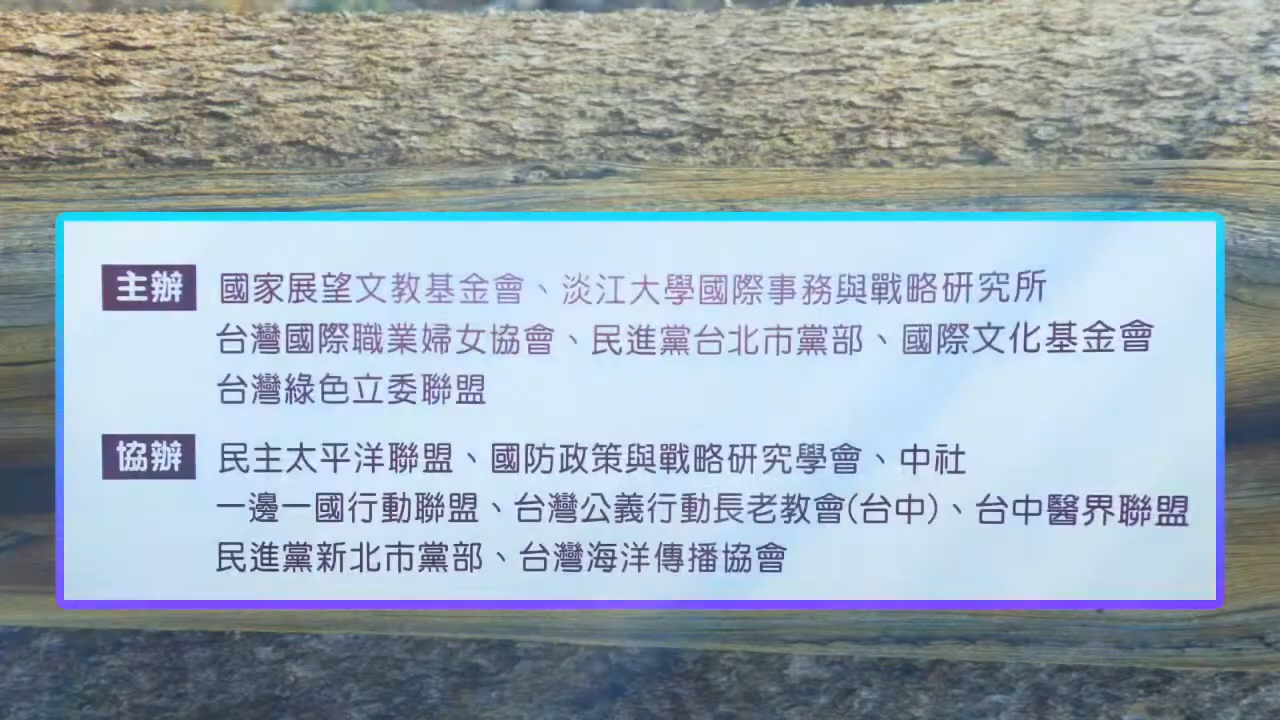 主辦 國家展望文教基金會、淡江大學國際事務與戰略研究所
台灣國際職業婦女協會、民進黨台北市黨部、國際文化基金會
台灣綠色立委聯盟
協辦 民主太平洋聯盟、國防政策與戰略研究學會、中社
一邊一國行動聯盟、台灣公義行動長老教會(台中)、台中醫界聯盟
民進黨新北市黨部、台灣海洋傳播協會